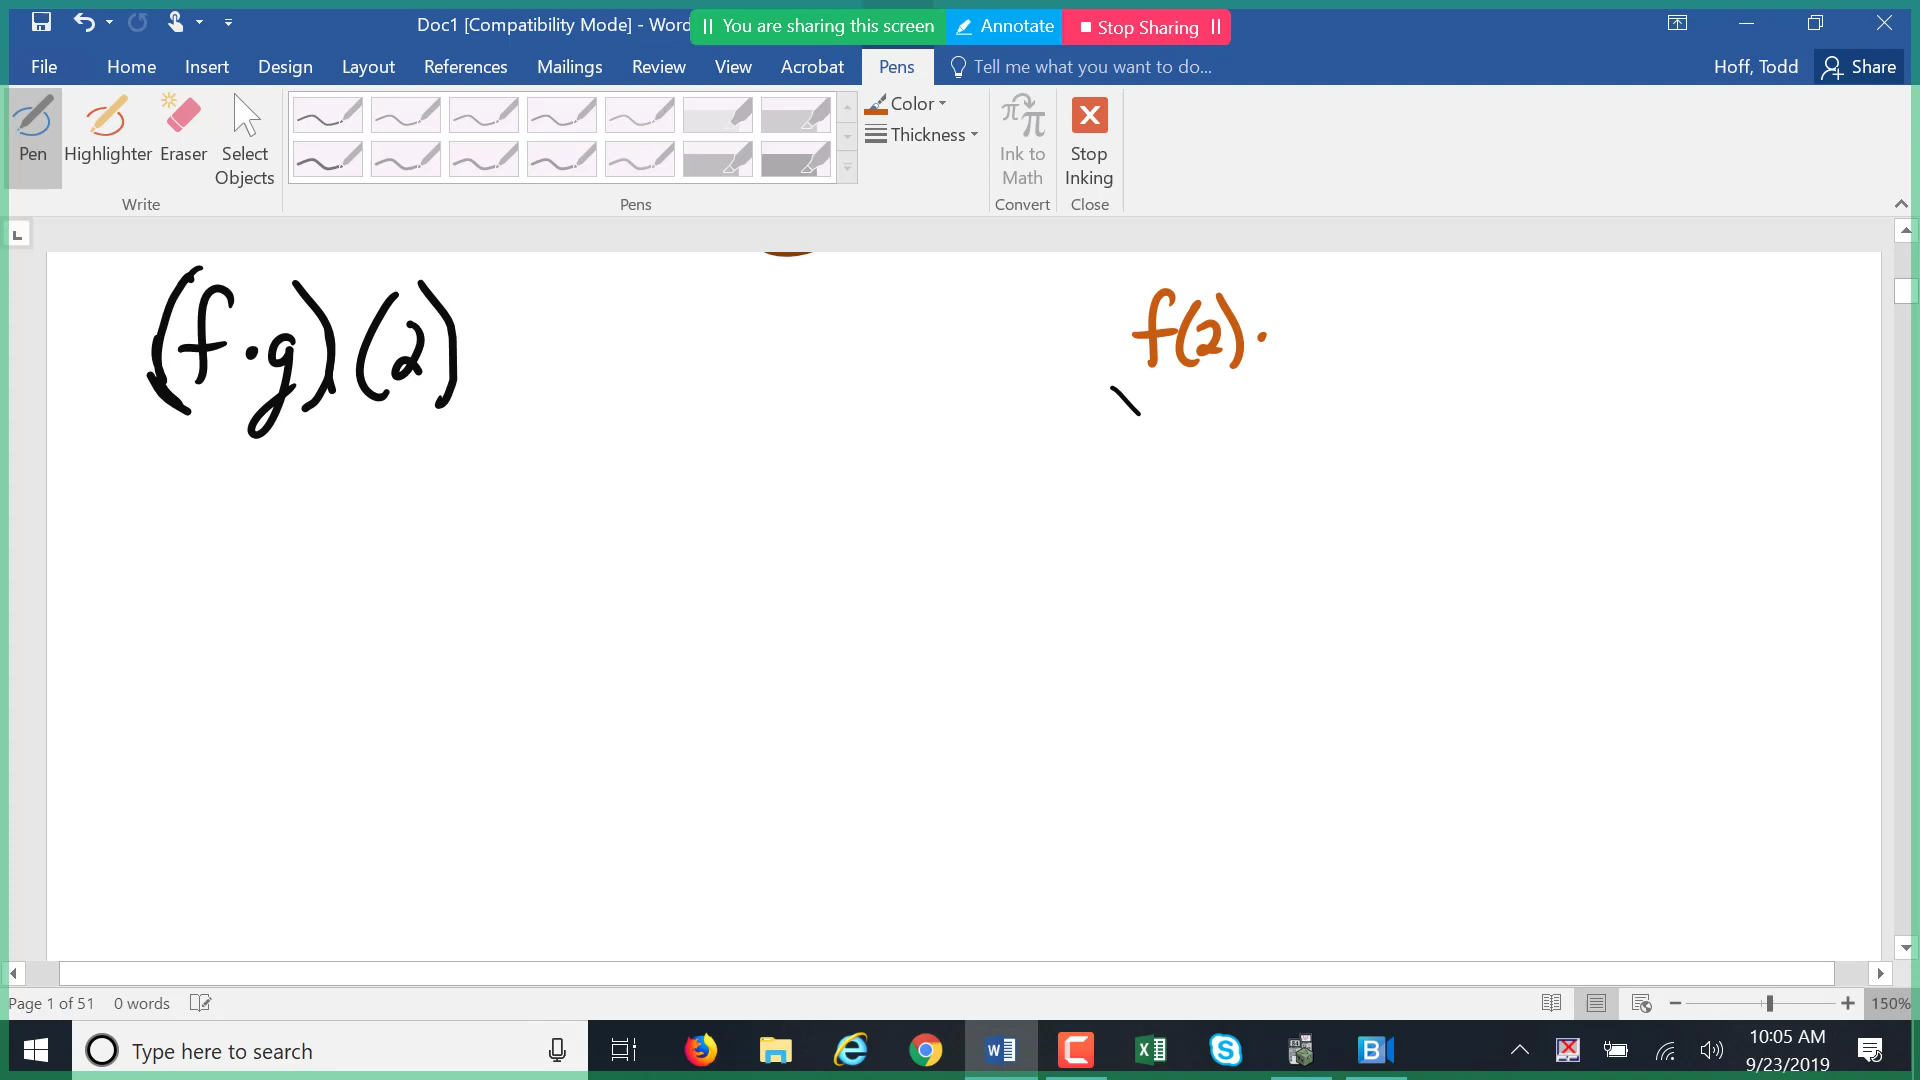 Doc1 [Compatibility Mode] - Word
You are sharing this screen
Annotate
Stop Sharing
File Home Insert Design Layout References Mailings Review View Acrobat Pens Tell me what you want to do...
Hoff, Todd
Share
Pen
Highlighter
Eraser
Select Objects
Color
Thickness
Ink to Math
Stop Inking
Write
Pens
Convert
Close
(f·g)(2)
f(2)·
Page 1 of 51
0 words
150%
Type here to search
10:05 AM
9/23/2019